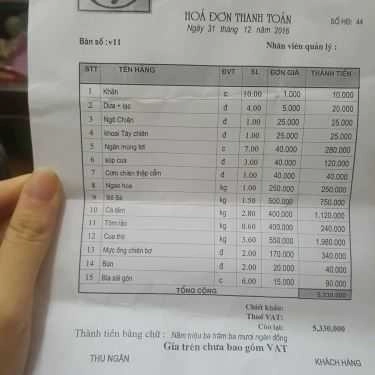 HOÁ ĐƠN THANH TOÁN
SỐ HĐ: 44
Ngày 31 tháng 12 năm 2016
Bàn số : v11
Nhân viên quản lý :
STT TÊN HÀNG ĐVT SL ĐƠN GIÁ THÀNH TIỀN
1 Khăn c 10.00 1.000 10.000
2 Dưa + lạc đ 4.00 5.000 20.000
3 Ngô Chiên đ 1.00 25.000 25.000
4 khoai Tây chiên đ 1.00 25.000 25.000
5 Ngán mùng tơi c 7.00 40.000 280.000
6 súp cua đ 3.00 40.000 120.000
7 Cơm chiên thập cẩm đ 1.00 40.000 40.000
8 Ngao hoa kg 1.00 250.000 250.000
9 Bề Bề kg 1.50 500.000 750.000
10 Cá tầm kg 2.80 400.000 1,120.000
11 Tôm kg 0.60 400.000 240.000
12 Cua thịt kg 3.60 550.000 1,980.000
13 Mực ống chiên bơ đ 2.00 170.000 340.000
14 Bún đ 2.00 20.000 40.000
15 Bia sài gòn c 6.00 15.000 90.000
TỔNG CỘNG 5,330.000
Chiết khấu:
Thuế VAT:
Còn lại: 5,330.000
Thành tiền bằng chữ : Năm triệu ba trăm ba mươi ngàn đồng
Giá trên chưa bao gồm VAT
THU NGÂN KHÁCH HÀNG